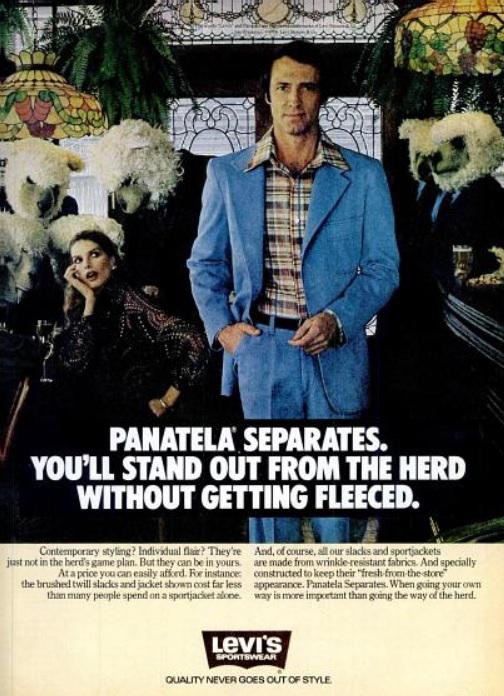 PANATELA® SEPARATES.
YOU'LL STAND OUT FROM THE HERD
WITHOUT GETTING FLEECED.
Contemporary styling? Individual flair? They're
just not in the herd's game plan. But they can be in yours.
At a price you can easily afford. For instance:
the brushed twill slacks and jacket shown cost far less
than many people spend on a sportjacket alone.
And, of course, all our slacks and sportjackets
are made from wrinkle-resistant fabrics. And specially
constructed to keep their "fresh-from-the-store"
appearance. Panatela Separates. When going your own
way is more important than going the way of the herd.
LEVI'S
SPORTSWEAR
QUALITY NEVER GOES OUT OF STYLE.